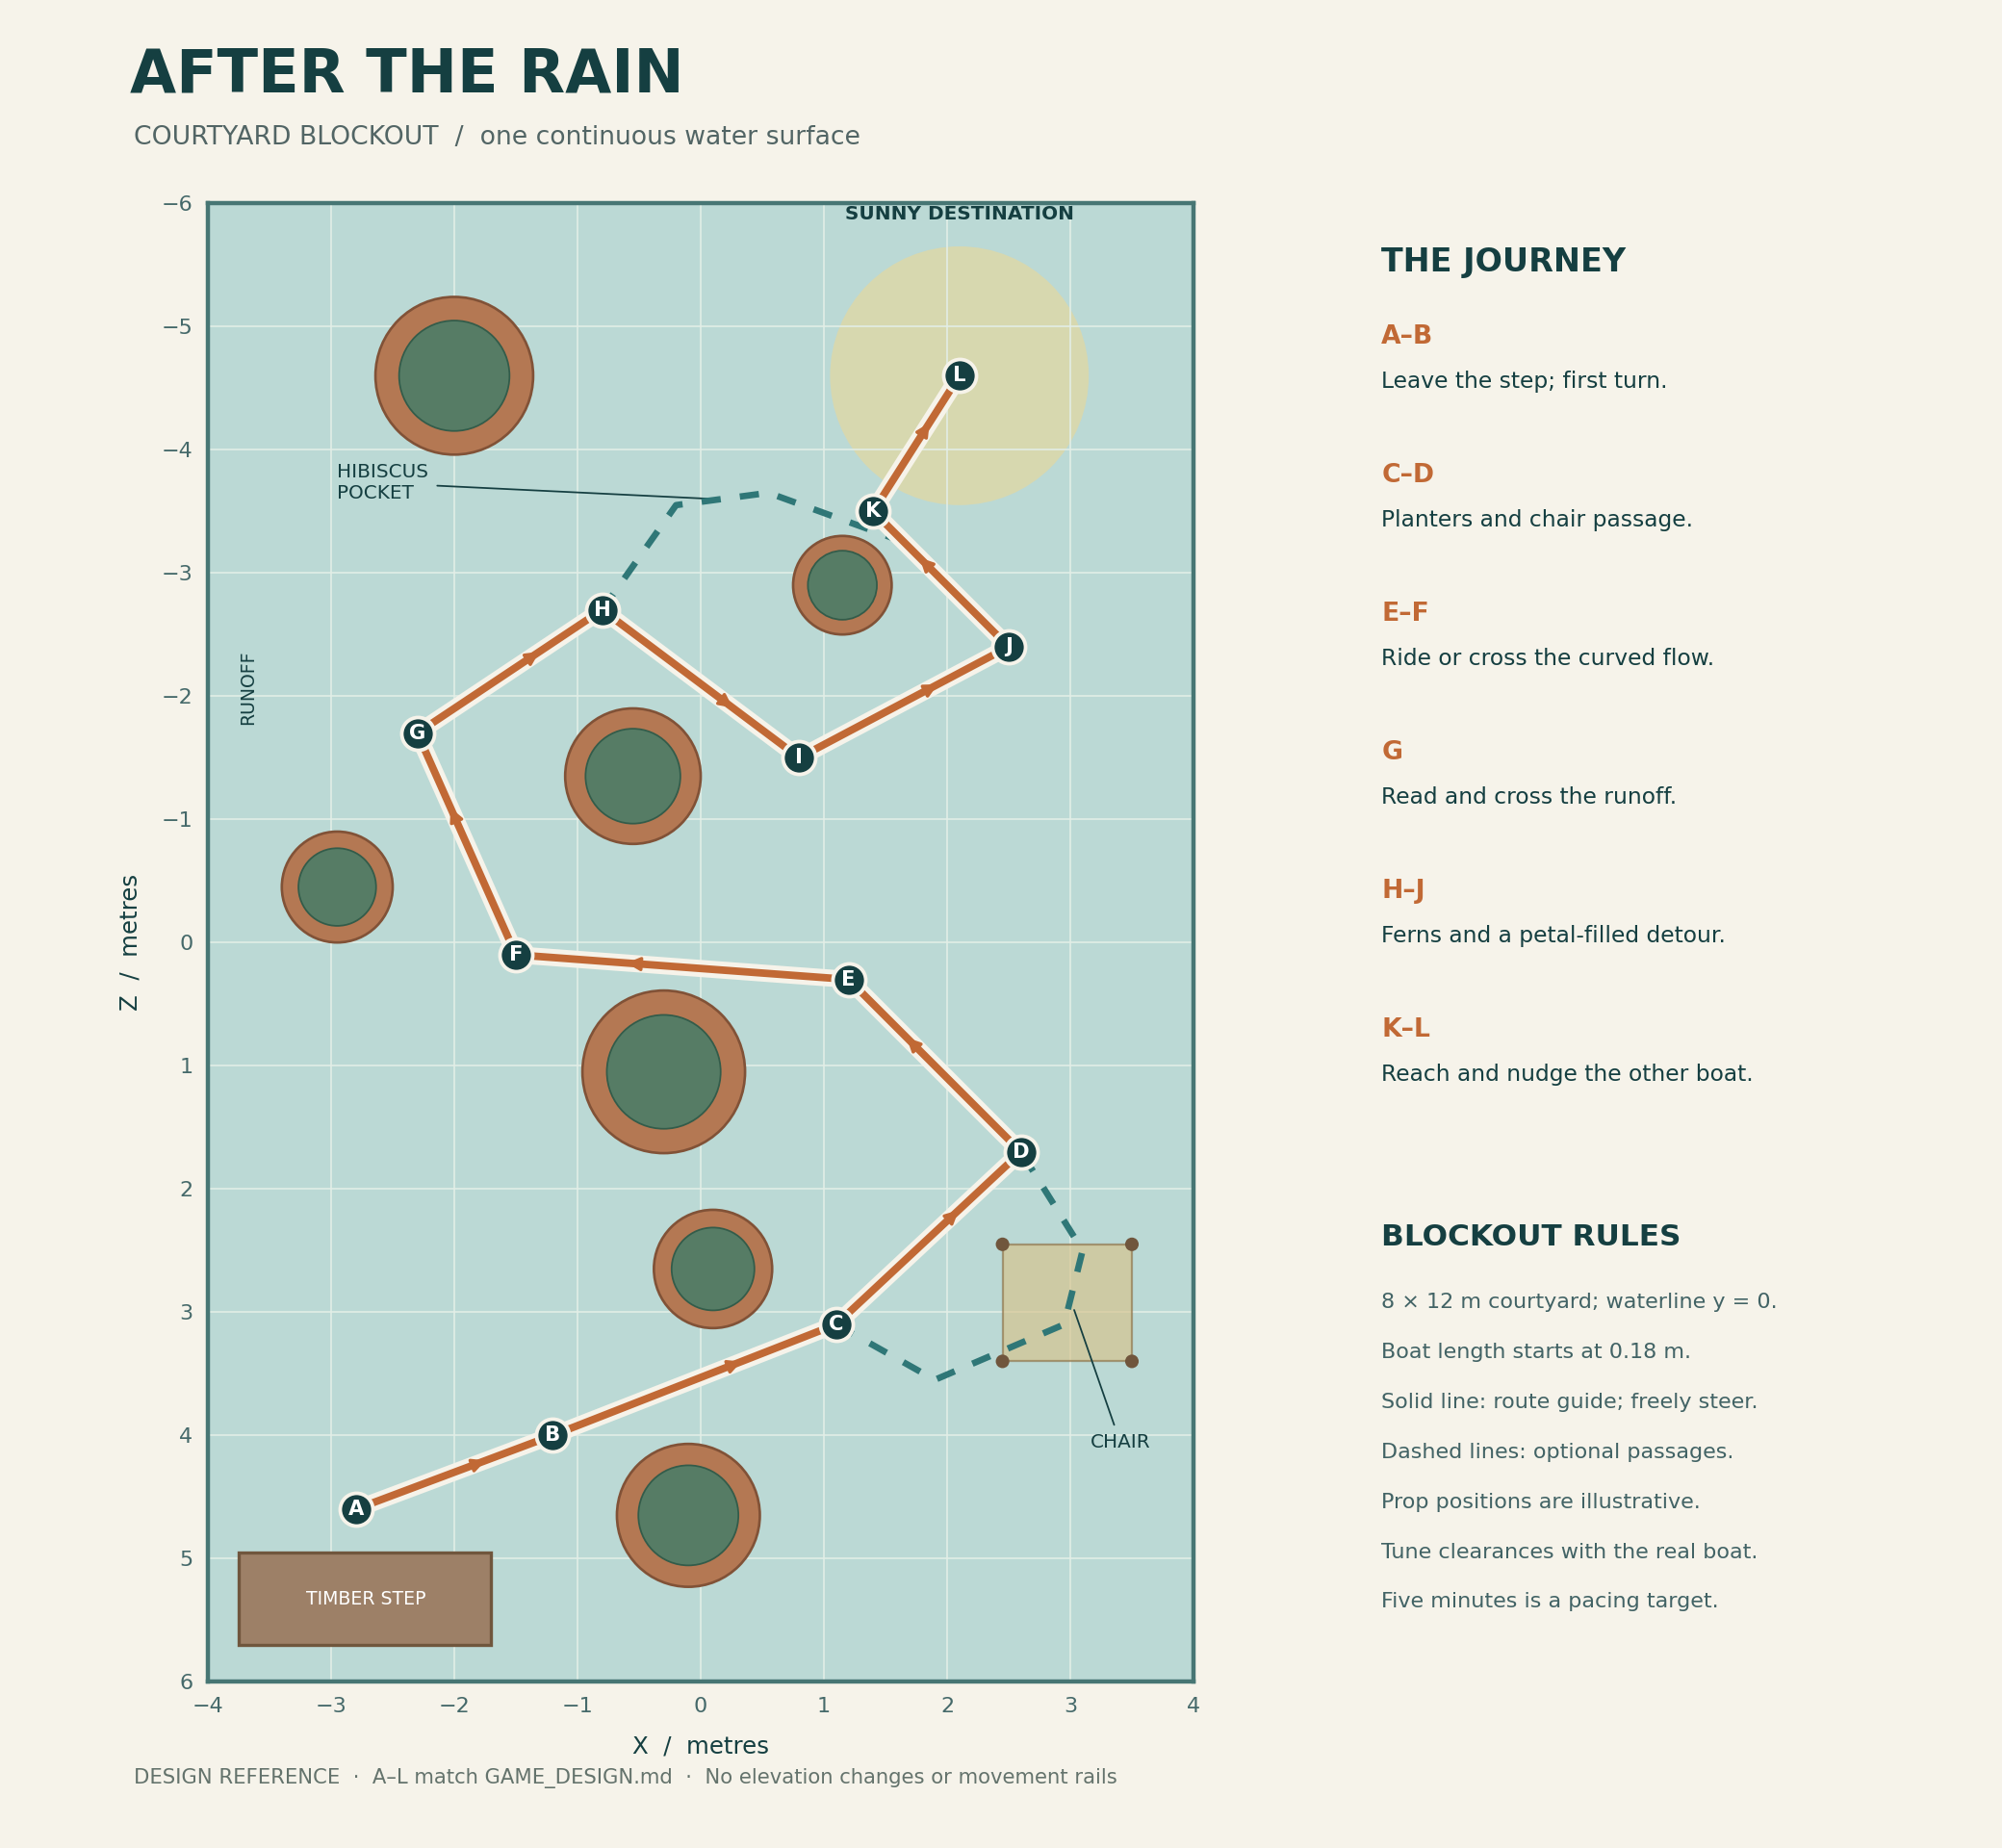 AFTER THE RAIN
COURTYARD BLOCKOUT / one continuous water surface
−6
−5
−4
−3
−2
−1
0
1
2
3
4
5
6
Z / metres
SUNNY DESTINATION
L
HIBISCUS
POCKET
K
H
J
RUNOFF
G
I
F
E
D
C
B
CHAIR
A
TIMBER STEP
−4
−3
−2
−1
0
1
2
3
4
X / metres
THE JOURNEY
A–B
Leave the step; first turn.
C–D
Planters and chair passage.
E–F
Ride or cross the curved flow.
G
Read and cross the runoff.
H–J
Ferns and a petal-filled detour.
K–L
Reach and nudge the other boat.
BLOCKOUT RULES
8 × 12 m courtyard; waterline y = 0.
Boat length starts at 0.18 m.
Solid line: route guide; freely steer.
Dashed lines: optional passages.
Prop positions are illustrative.
Tune clearances with the real boat.
Five minutes is a pacing target.
DESIGN REFERENCE · A–L match GAME_DESIGN.md · No elevation changes or movement rails